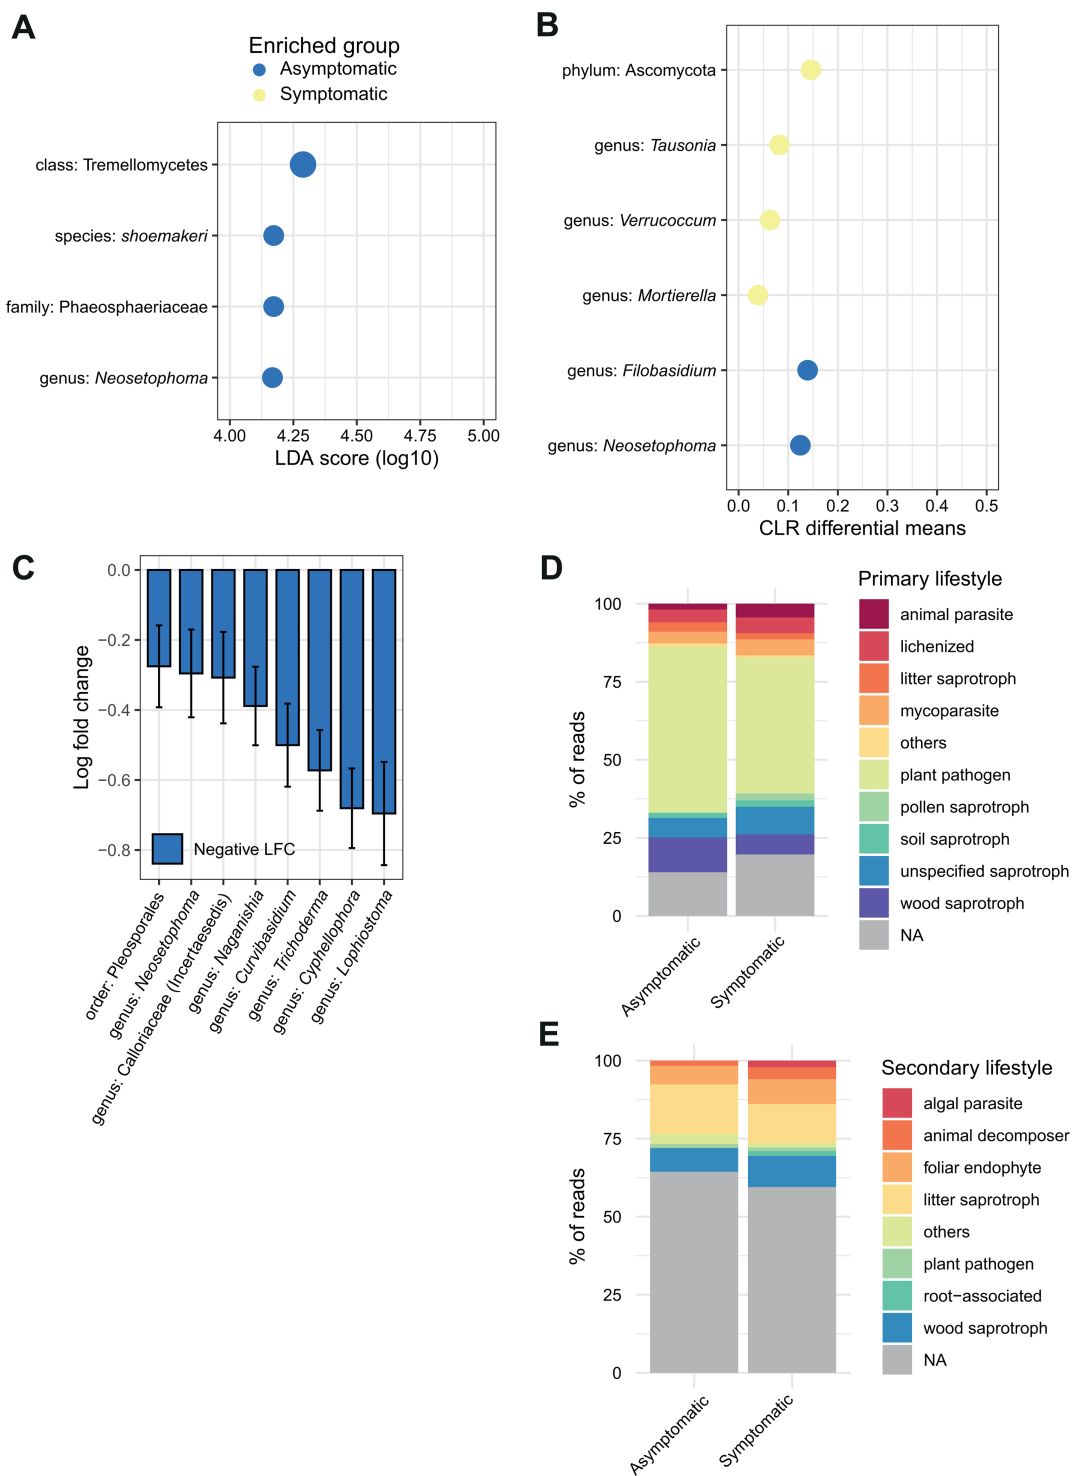 A
Enriched group
Asymptomatic
Symptomatic
class: Tremellomycetes
species: shoemakeri
family: Phaeosphaeriaceae
genus: Neosetophoma
4.00 4.25 4.50 4.75 5.00
LDA score (log10)
B
phylum: Ascomycota
genus: Tausonia
genus: Verrucoccum
genus: Mortierella
genus: Filobasidium
genus: Neosetophoma
0.0 0.1 0.2 0.3 0.4 0.5
CLR differential means
C
Log fold change
0.0
−0.2
−0.4
−0.6
−0.8
Negative LFC
order: Pleosporales
genus: Neosetophoma
genus: Calloriaceae (Incertaesedis)
genus: Naganishia
genus: Curvibasidium
genus: Trichoderma
genus: Cyphellophora
genus: Lophiostoma
D
% of reads
100
75
50
25
0
Asymptomatic
Symptomatic
Primary lifestyle
animal parasite
lichenized
litter saprotroph
mycoparasite
others
plant pathogen
pollen saprotroph
soil saprotroph
unspecified saprotroph
wood saprotroph
NA
E
% of reads
100
75
50
25
0
Asymptomatic
Symptomatic
Secondary lifestyle
algal parasite
animal decomposer
foliar endophyte
litter saprotroph
others
plant pathogen
root−associated
wood saprotroph
NA